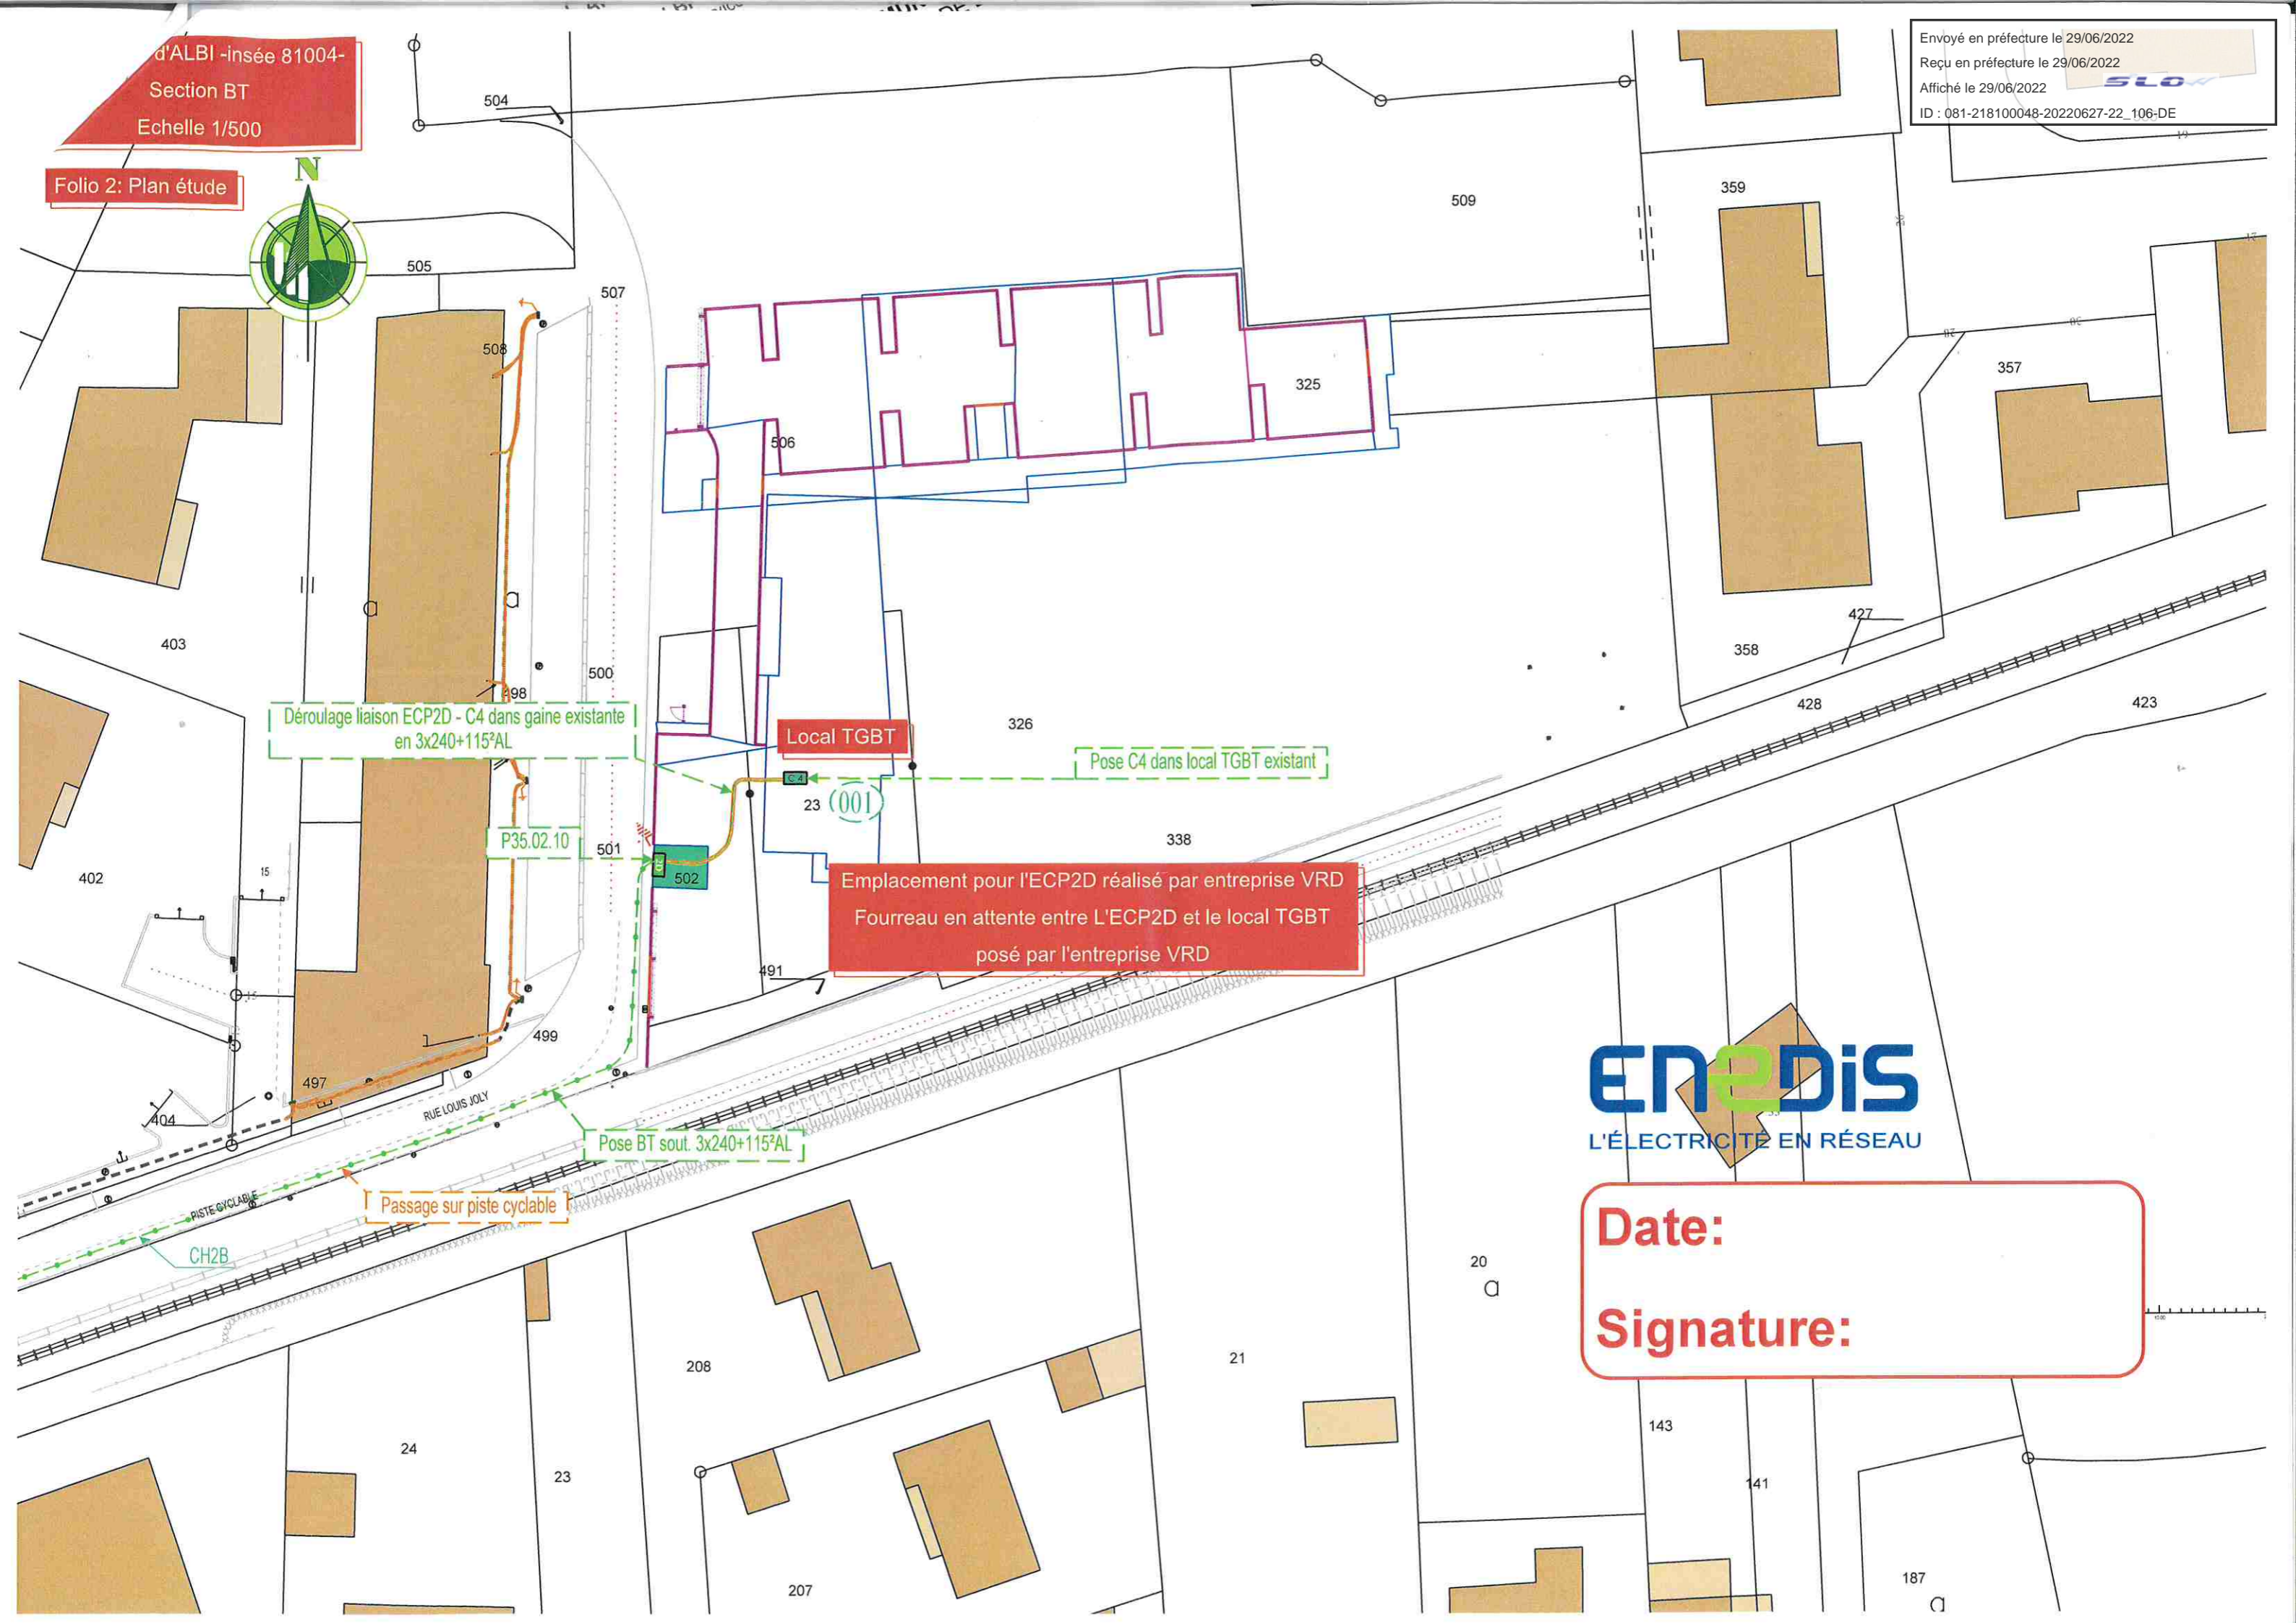 d'ALBI -insée 81004-
Section BT
Echelle 1/500
Folio 2: Plan étude
N
Envoyé en préfecture le 29/06/2022
Reçu en préfecture le 29/06/2022
Affiché le 29/06/2022
SLOW
ID : 081-218100048-20220627-22_106-DE
504
505
507
508
509
359
357
325
506
403
500
498
358
427
428
423
326
Déroulage liaison ECP2D - C4 dans gaine existante
en 3x240+115²AL
Local TGBT
Pose C4 dans local TGBT existant
C 4
23
001
P35.02.10
501
502
338
402
15
Emplacement pour l'ECP2D réalisé par entreprise VRD
Fourreau en attente entre L'ECP2D et le local TGBT
posé par l'entreprise VRD
491
499
497
404
RUE LOUIS JOLY
Pose BT sout. 3x240+115²AL
Passage sur piste cyclable
PISTE CYCLABLE
CH2B
ENEDIS
L'ÉLECTRICITÉ EN RÉSEAU
Date:
Signature:
20
a
208
21
24
23
143
141
207
187
a